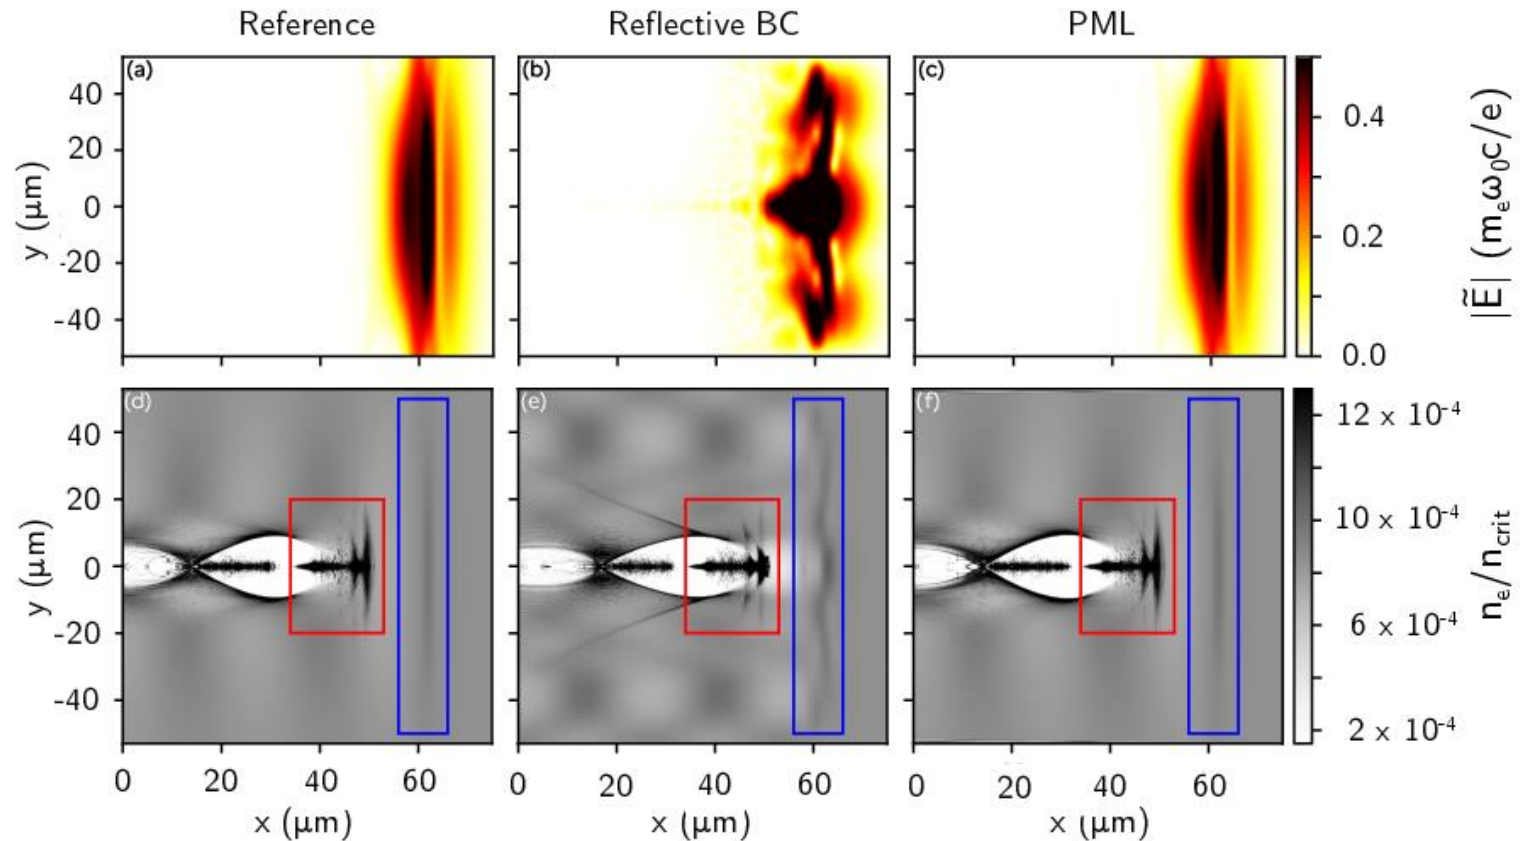 Reference Reflective BC PML
(a) (b) (c)
40
20
0
-20
-40
y (μm)
0.4
0.2
0.0
|Ẽ| (mₑω₀c/e)
(d) (e) (f)
40
20
0
-20
-40
y (μm)
12 x 10⁻⁴
10 x 10⁻⁴
6 x 10⁻⁴
2 x 10⁻⁴
nₑ/n_crit
0 20 40 60 0 20 40 60 0 20 40 60
x (μm) x (μm) x (μm)